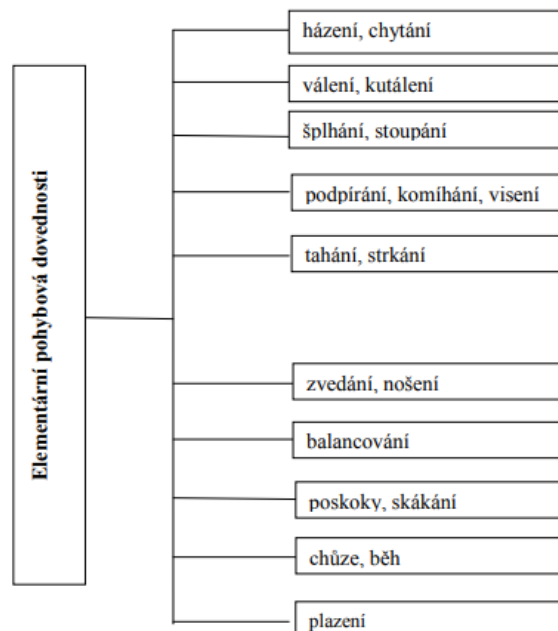 Elementární pohybová dovednosti
házení, chytání
válení, kutálení
šplhání, stoupání
podpírání, komíhání, visení
tahání, strkání
zvedání, nošení
balancování
poskoky, skákání
chůze, běh
plazení